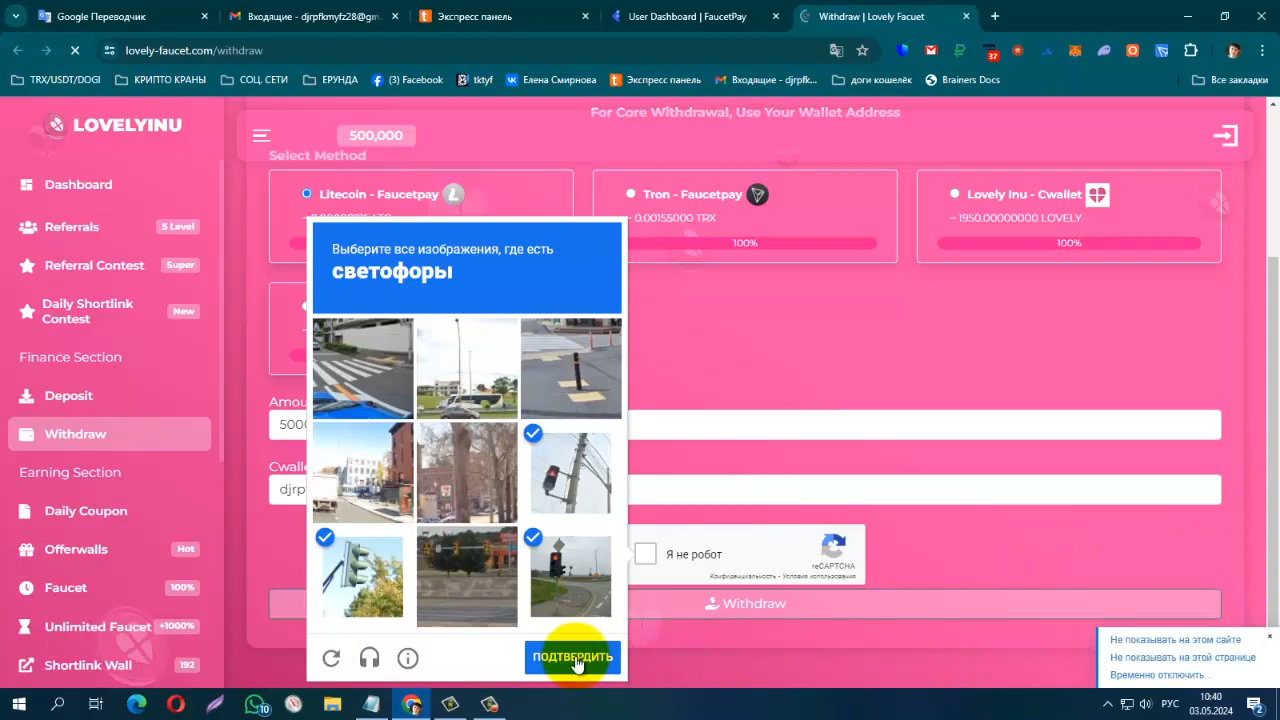 Google Переводчик
Входящие - djrpfkmyfz28@gm
Экспресс панель
User Dashboard | FaucetPay
Withdraw | Lovely Facuet
lovely-faucet.com/withdraw
37
TRX/USDT/DOGI
КРИПТО КРАНЫ
СОЦ. СЕТИ
ЕРУНДА
(3) Facebook
tktyf
Елена Смирнова
Экспресс панель
Входящие - djrpfk...
доги кошелёк
Brainers Docs
Все закладки
LOVELYINU
500,000
For Core Withdrawal, Use Your Wallet Address
Select Method
Dashboard
Referrals 5 Level
Referral Contest Super
Daily Shortlink
Contest New
Finance Section
Deposit
Withdraw
Earning Section
Daily Coupon
Offerwalls Hot
Faucet 100%
Unlimited Faucet +1000%
Shortlink Wall 192
Litecoin - Faucetpay
Tron - Faucetpay
~ 0.00155000 TRX
100%
Lovely Inu - Cwallet
~ 1950.00000000 LOVELY
100%
Выберите все изображения, где есть
светофоры
ПОДТВЕРДИТЬ
Я не робот
reCAPTCHA
Конфиденциальность - Условия использования
Withdraw
Не показывать на этом сайте
Не показывать на этой странице
Временно отключить...
10
РУС
10:40
03.05.2024
2